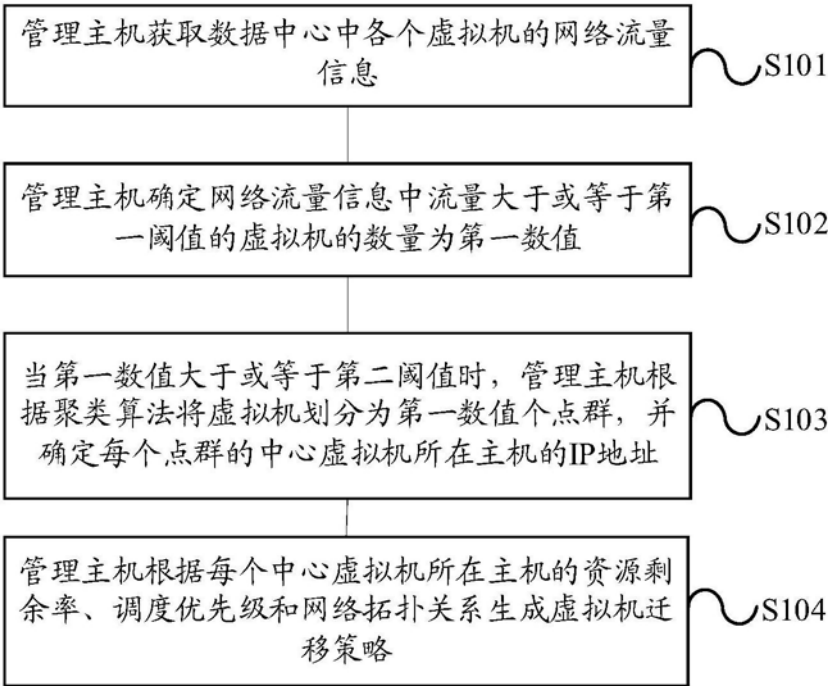 管理主机获取数据中心中各个虚拟机的网络流量
信息
S101
管理主机确定网络流量信息中流量大于或等于第
一阈值的虚拟机的数量为第一数值
S102
当第一数值大于或等于第二阈值时，管理主机根
据聚类算法将虚拟机划分为第一数值个点群，并
确定每个点群的中心虚拟机所在主机的IP地址
S103
管理主机根据每个中心虚拟机所在主机的资源剩
余率、调度优先级和网络拓扑关系生成虚拟机迁
移策略
S104